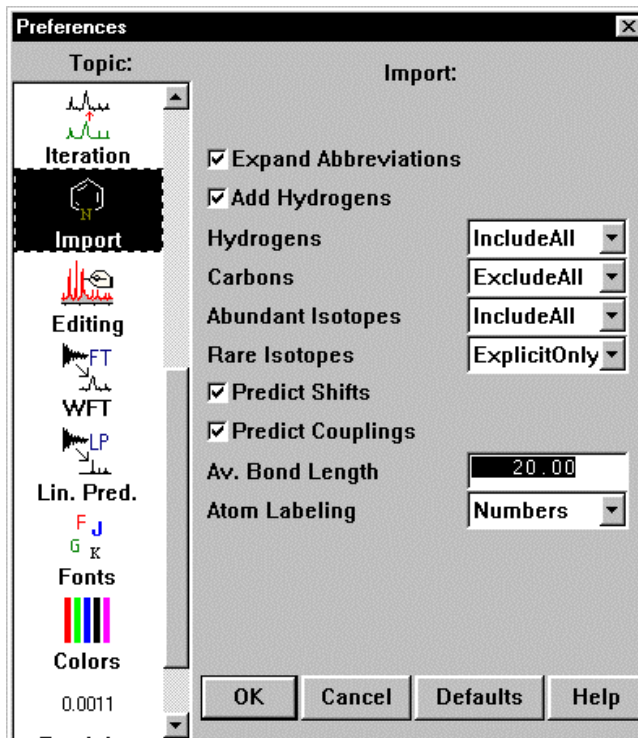 Preferences
Topic:
Iteration
N
Import
Editing
FT
WFT
LP
Lin. Pred.
F J
G K
Fonts
Colors
0.0011
Import:
Expand Abbreviations
Add Hydrogens
Hydrogens IncludeAll
Carbons ExcludeAll
Abundant Isotopes IncludeAll
Rare Isotopes ExplicitOnly
Predict Shifts
Predict Couplings
Av. Bond Length 20.00
Atom Labeling Numbers
OK Cancel Defaults Help